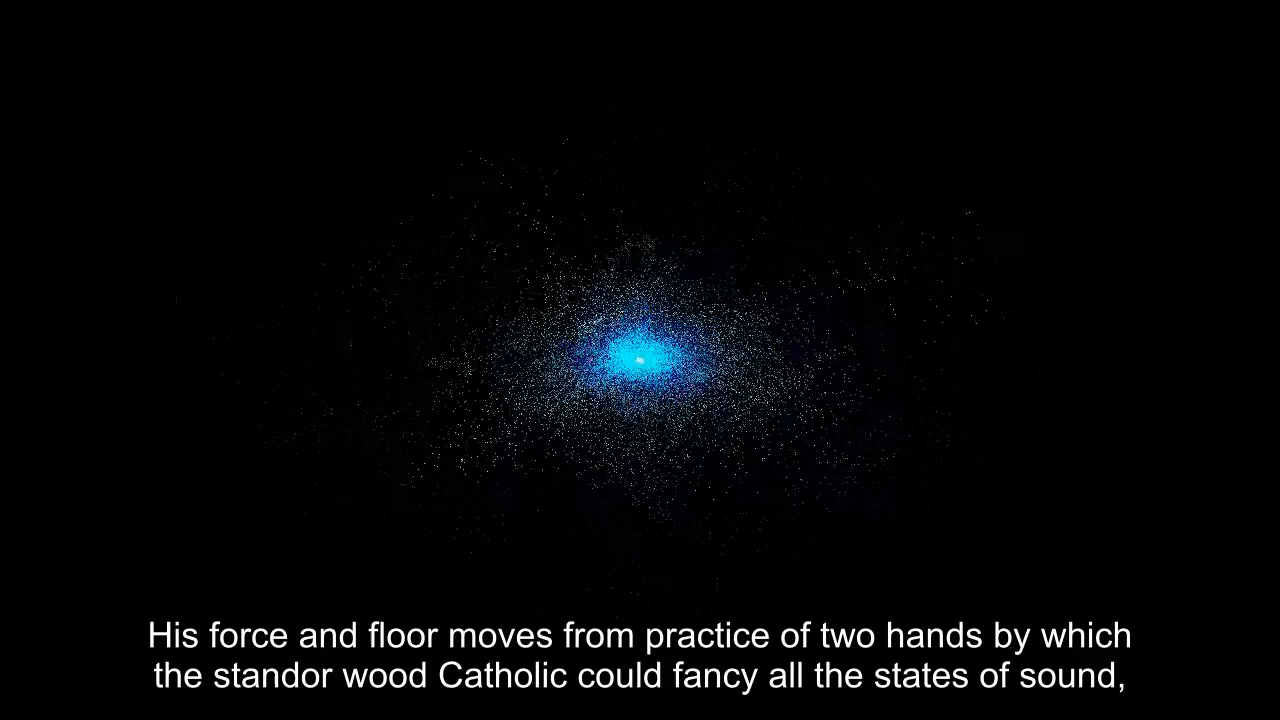 His force and floor moves from practice of two hands by which
the standor wood Catholic could fancy all the states of sound,